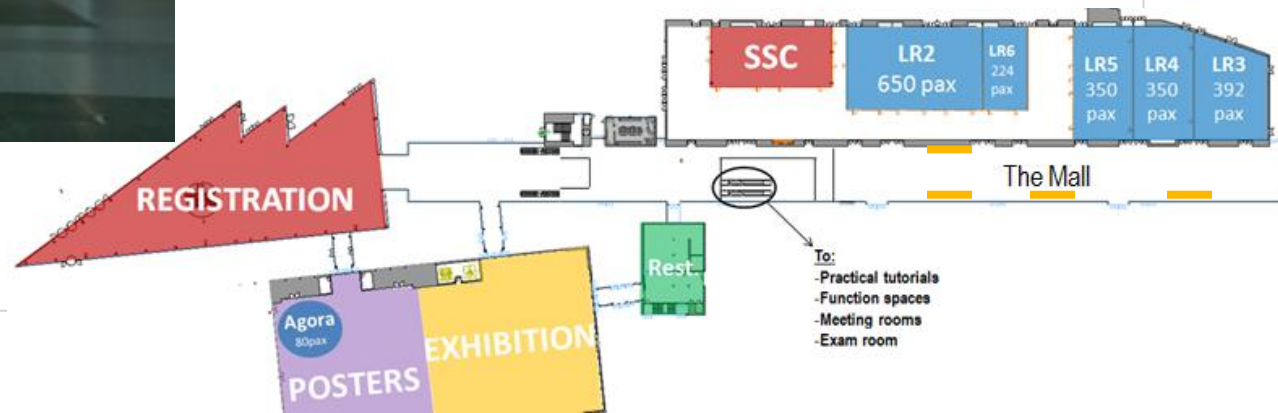 SSC
LR2
650 pax
LR6
224
pax
LR5
350
pax
LR4
350
pax
LR3
392
pax
The Mall
REGISTRATION
Rest.
To:
-Practical tutorials
-Function spaces
-Meeting rooms
-Exam room
Agora
80pax
EXHIBITION
POSTERS